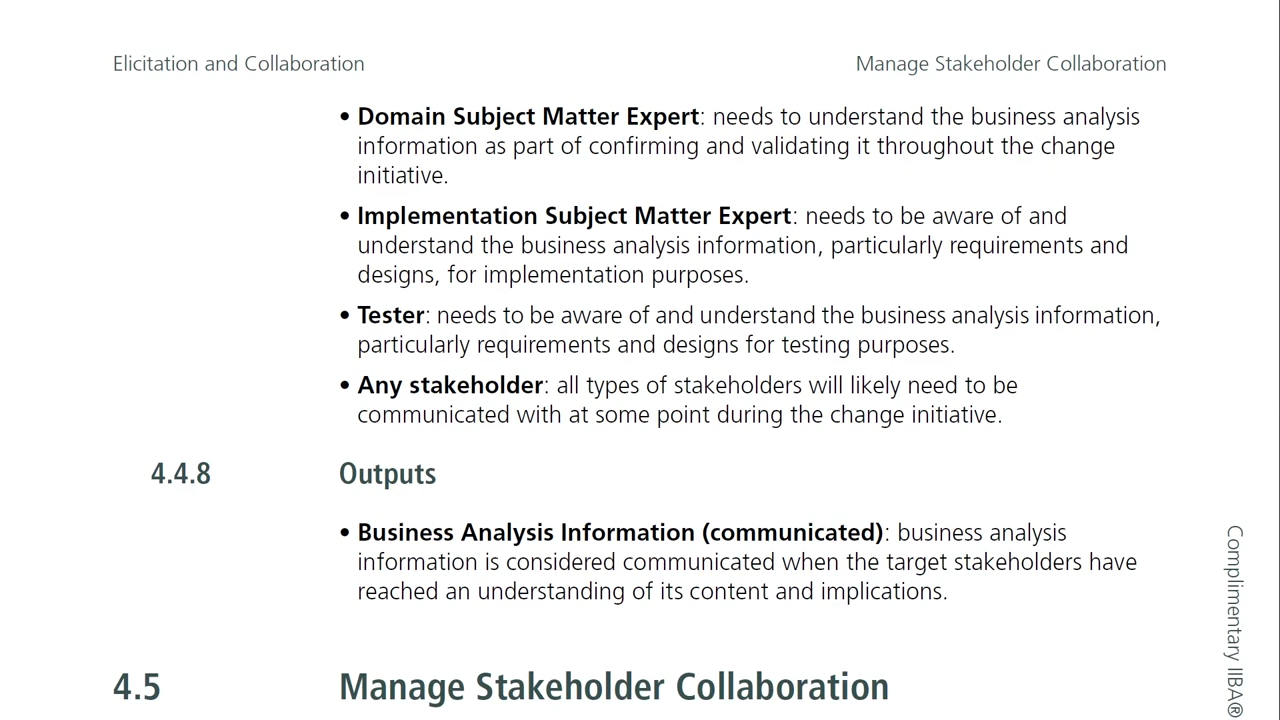 Elicitation and Collaboration
Manage Stakeholder Collaboration
• Domain Subject Matter Expert: needs to understand the business analysis
information as part of confirming and validating it throughout the change
initiative.
• Implementation Subject Matter Expert: needs to be aware of and
understand the business analysis information, particularly requirements and
designs, for implementation purposes.
• Tester: needs to be aware of and understand the business analysis information,
particularly requirements and designs for testing purposes.
• Any stakeholder: all types of stakeholders will likely need to be
communicated with at some point during the change initiative.
4.4.8 Outputs
• Business Analysis Information (communicated): business analysis
information is considered communicated when the target stakeholders have
reached an understanding of its content and implications.
4.5 Manage Stakeholder Collaboration
Complimentary IIBA®